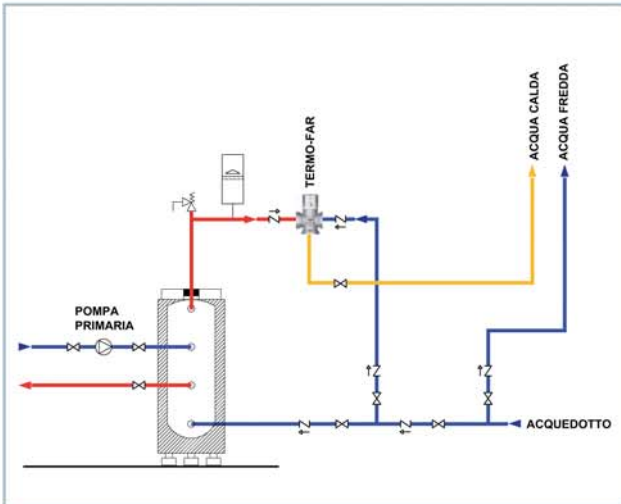 ACQUA CALDA
ACQUA FREDDA
TERMO-FAR
POMPA
PRIMARIA
ACQUEDOTTO